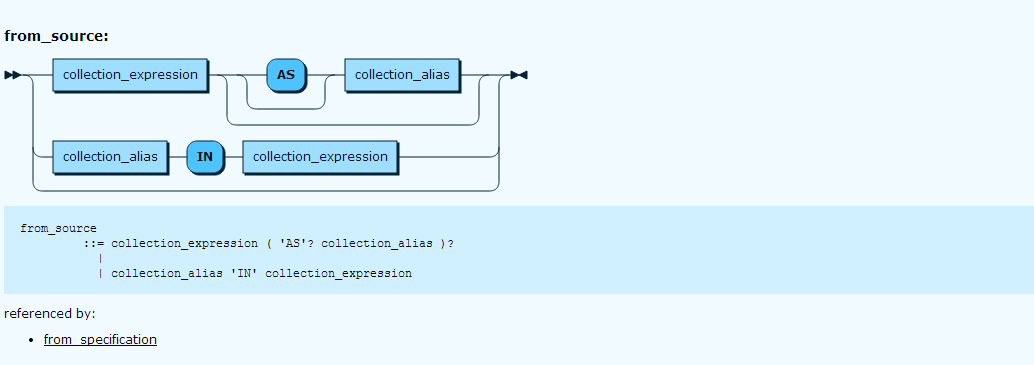 from_source:
collection_expression AS collection_alias
collection_alias IN collection_expression
from_source
::= collection_expression ( 'AS'? collection_alias )?
|
| collection_alias 'IN' collection_expression
referenced by:
• from_specification